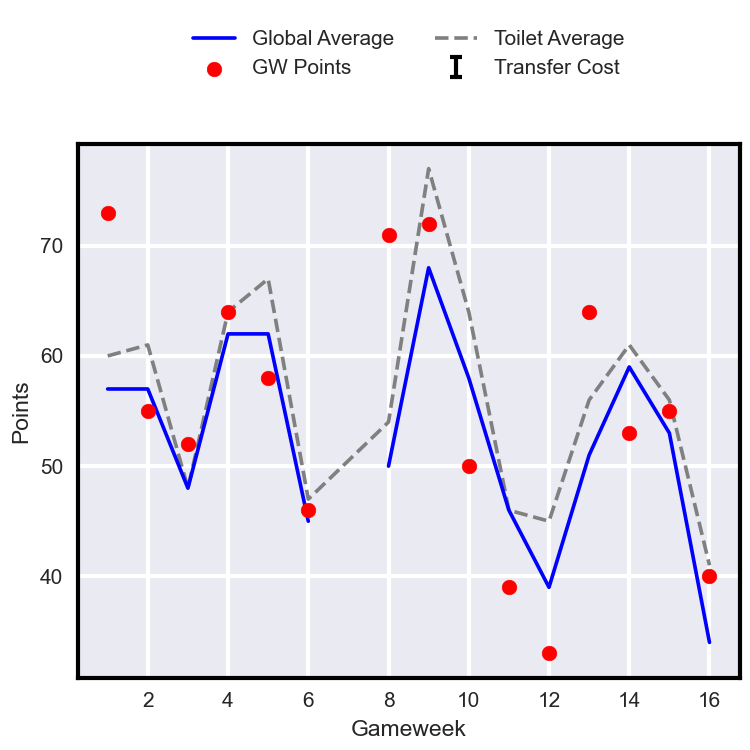 Global Average
Toilet Average
GW Points
Transfer Cost
70
60
50
40
Points
2 4 6 8 10 12 14 16
Gameweek